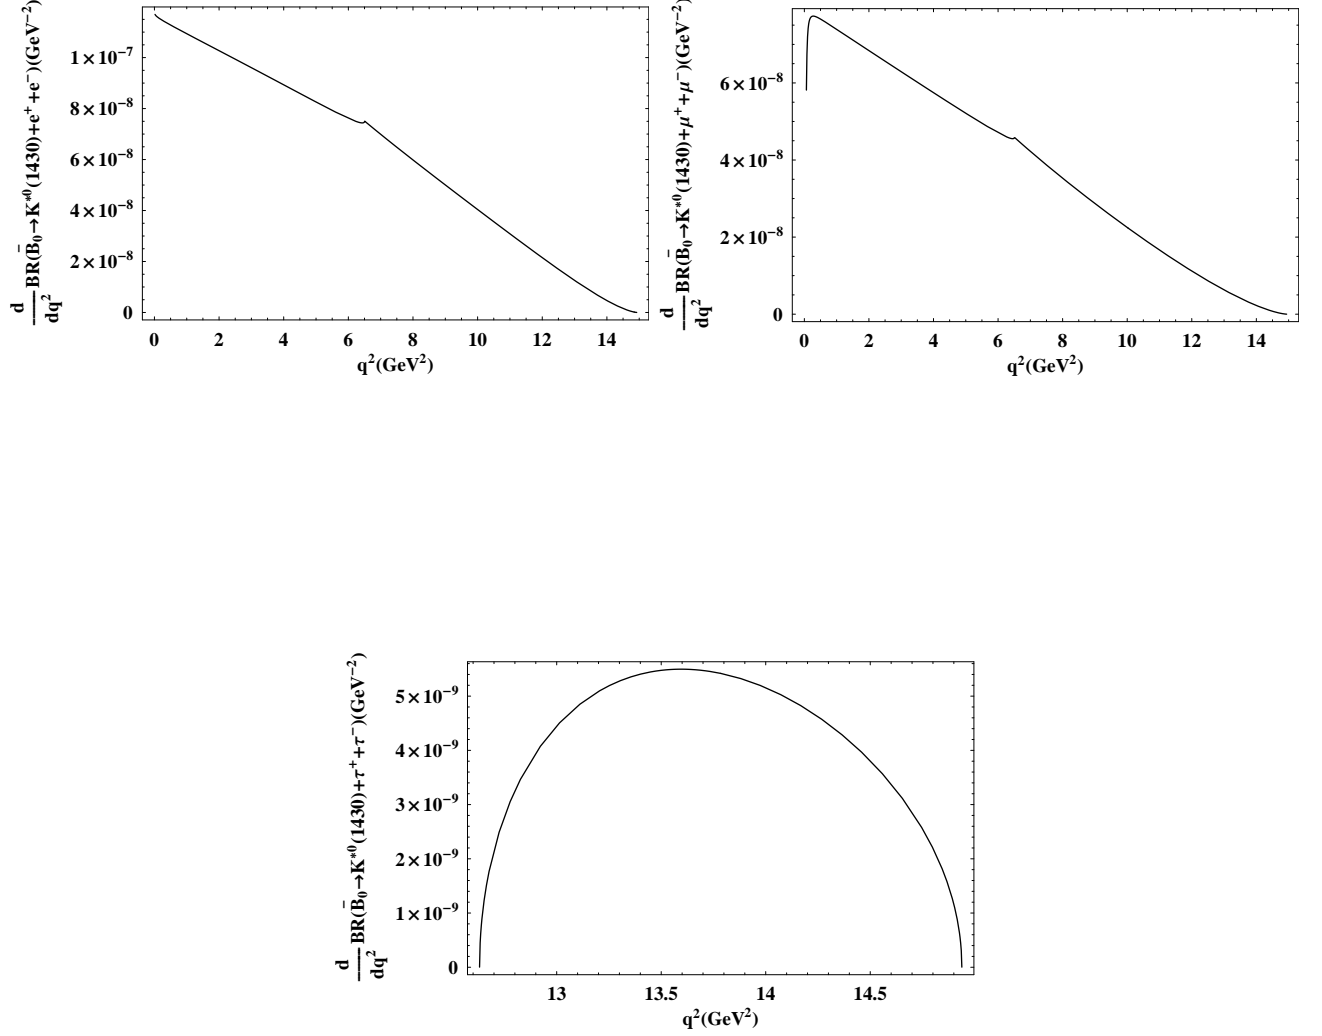 d/dq² BR(B̄₀→K*⁰(1430)+e⁺+e⁻)(GeV⁻²)
1×10⁻⁷
8×10⁻⁸
6×10⁻⁸
4×10⁻⁸
2×10⁻⁸
0
0 2 4 6 8 10 12 14
q²(GeV²)
d/dq² BR(B̄₀→K*⁰(1430)+μ⁺+μ⁻)(GeV⁻²)
6×10⁻⁸
4×10⁻⁸
2×10⁻⁸
0
0 2 4 6 8 10 12 14
q²(GeV²)
d/dq² BR(B̄₀→K*⁰(1430)+τ⁺+τ⁻)(GeV⁻²)
5×10⁻⁹
4×10⁻⁹
3×10⁻⁹
2×10⁻⁹
1×10⁻⁹
0
13 13.5 14 14.5
q²(GeV²)